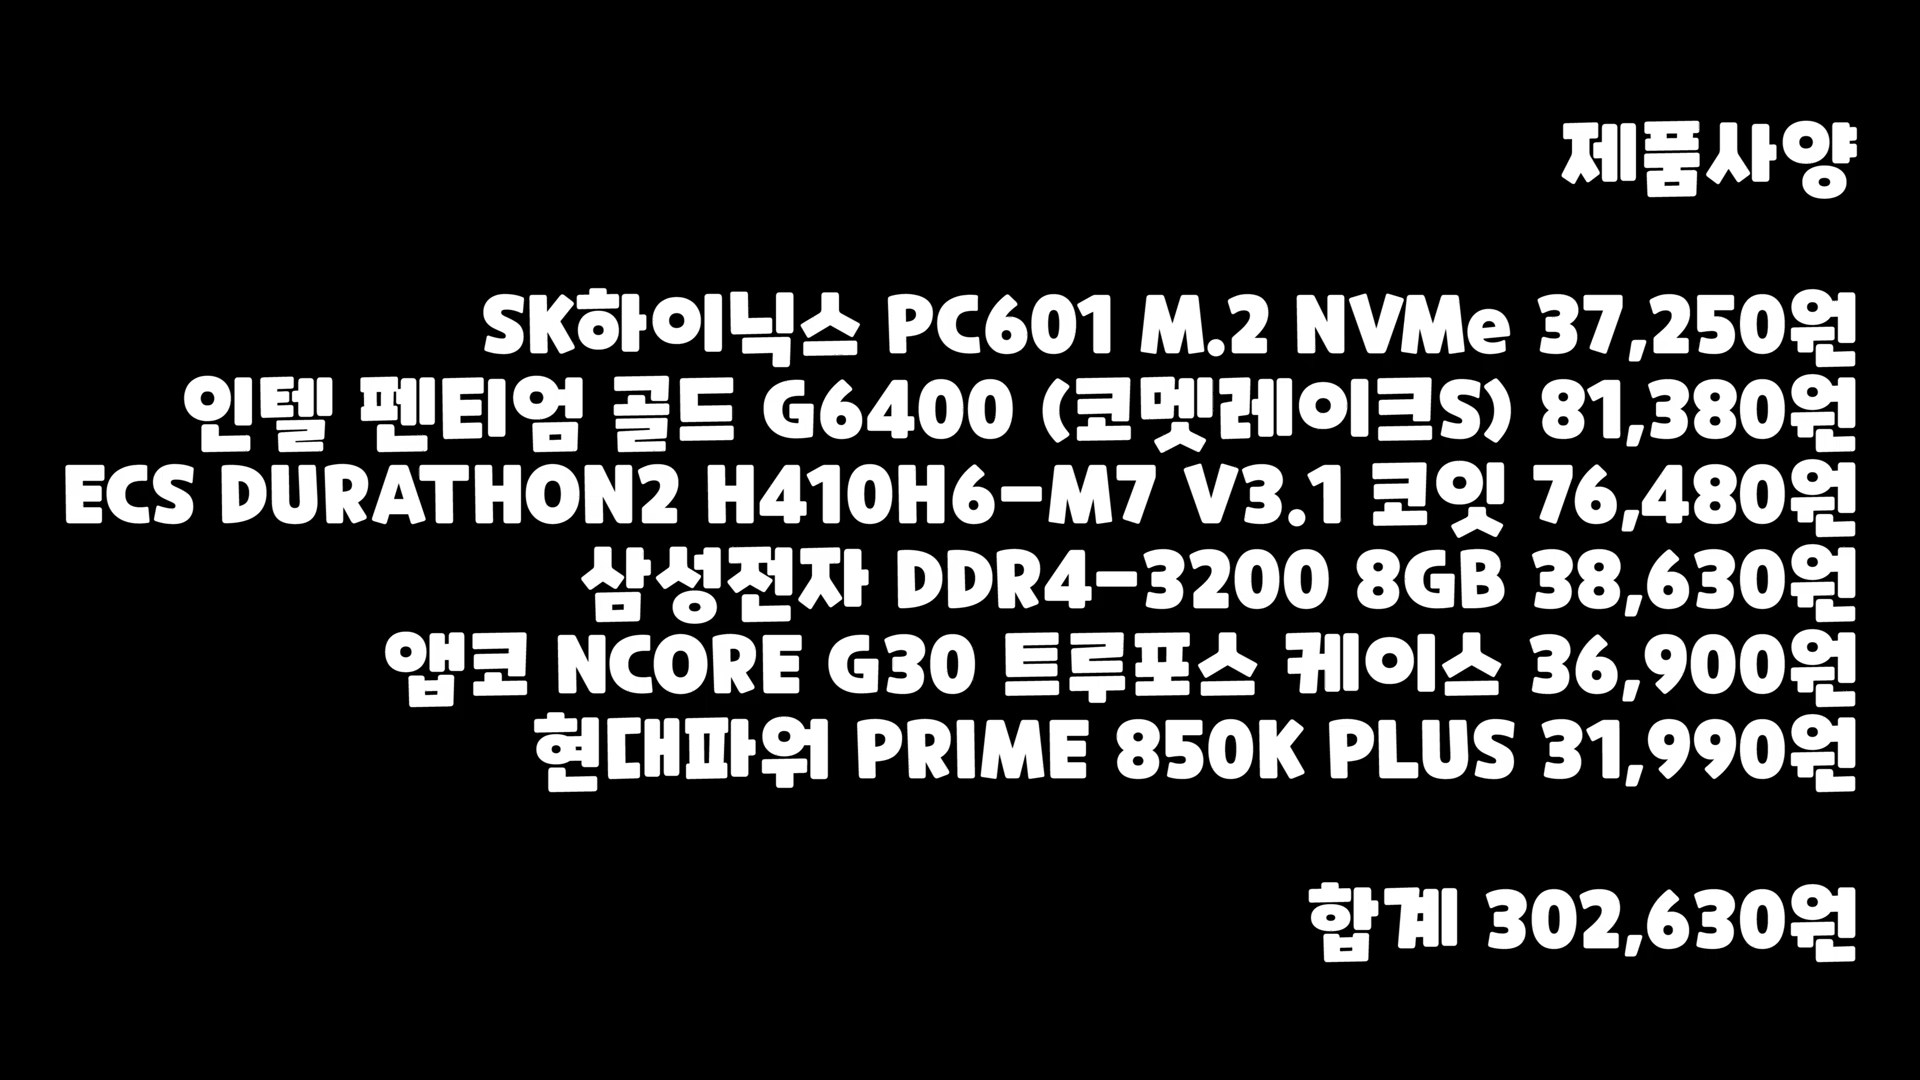 제품사양
SK하이닉스 PC601 M.2 NVMe 37,250원
인텔 펜티엄 골드 G6400 (코멧레이크S) 81,380원
ECS DURATHON2 H410H6-M7 V3.1 코잇 76,480원
삼성전자 DDR4-3200 8GB 38,630원
앱코 NCORE G30 트루포스 케이스 36,900원
현대파워 PRIME 850K PLUS 31,990원
합계 302,630원